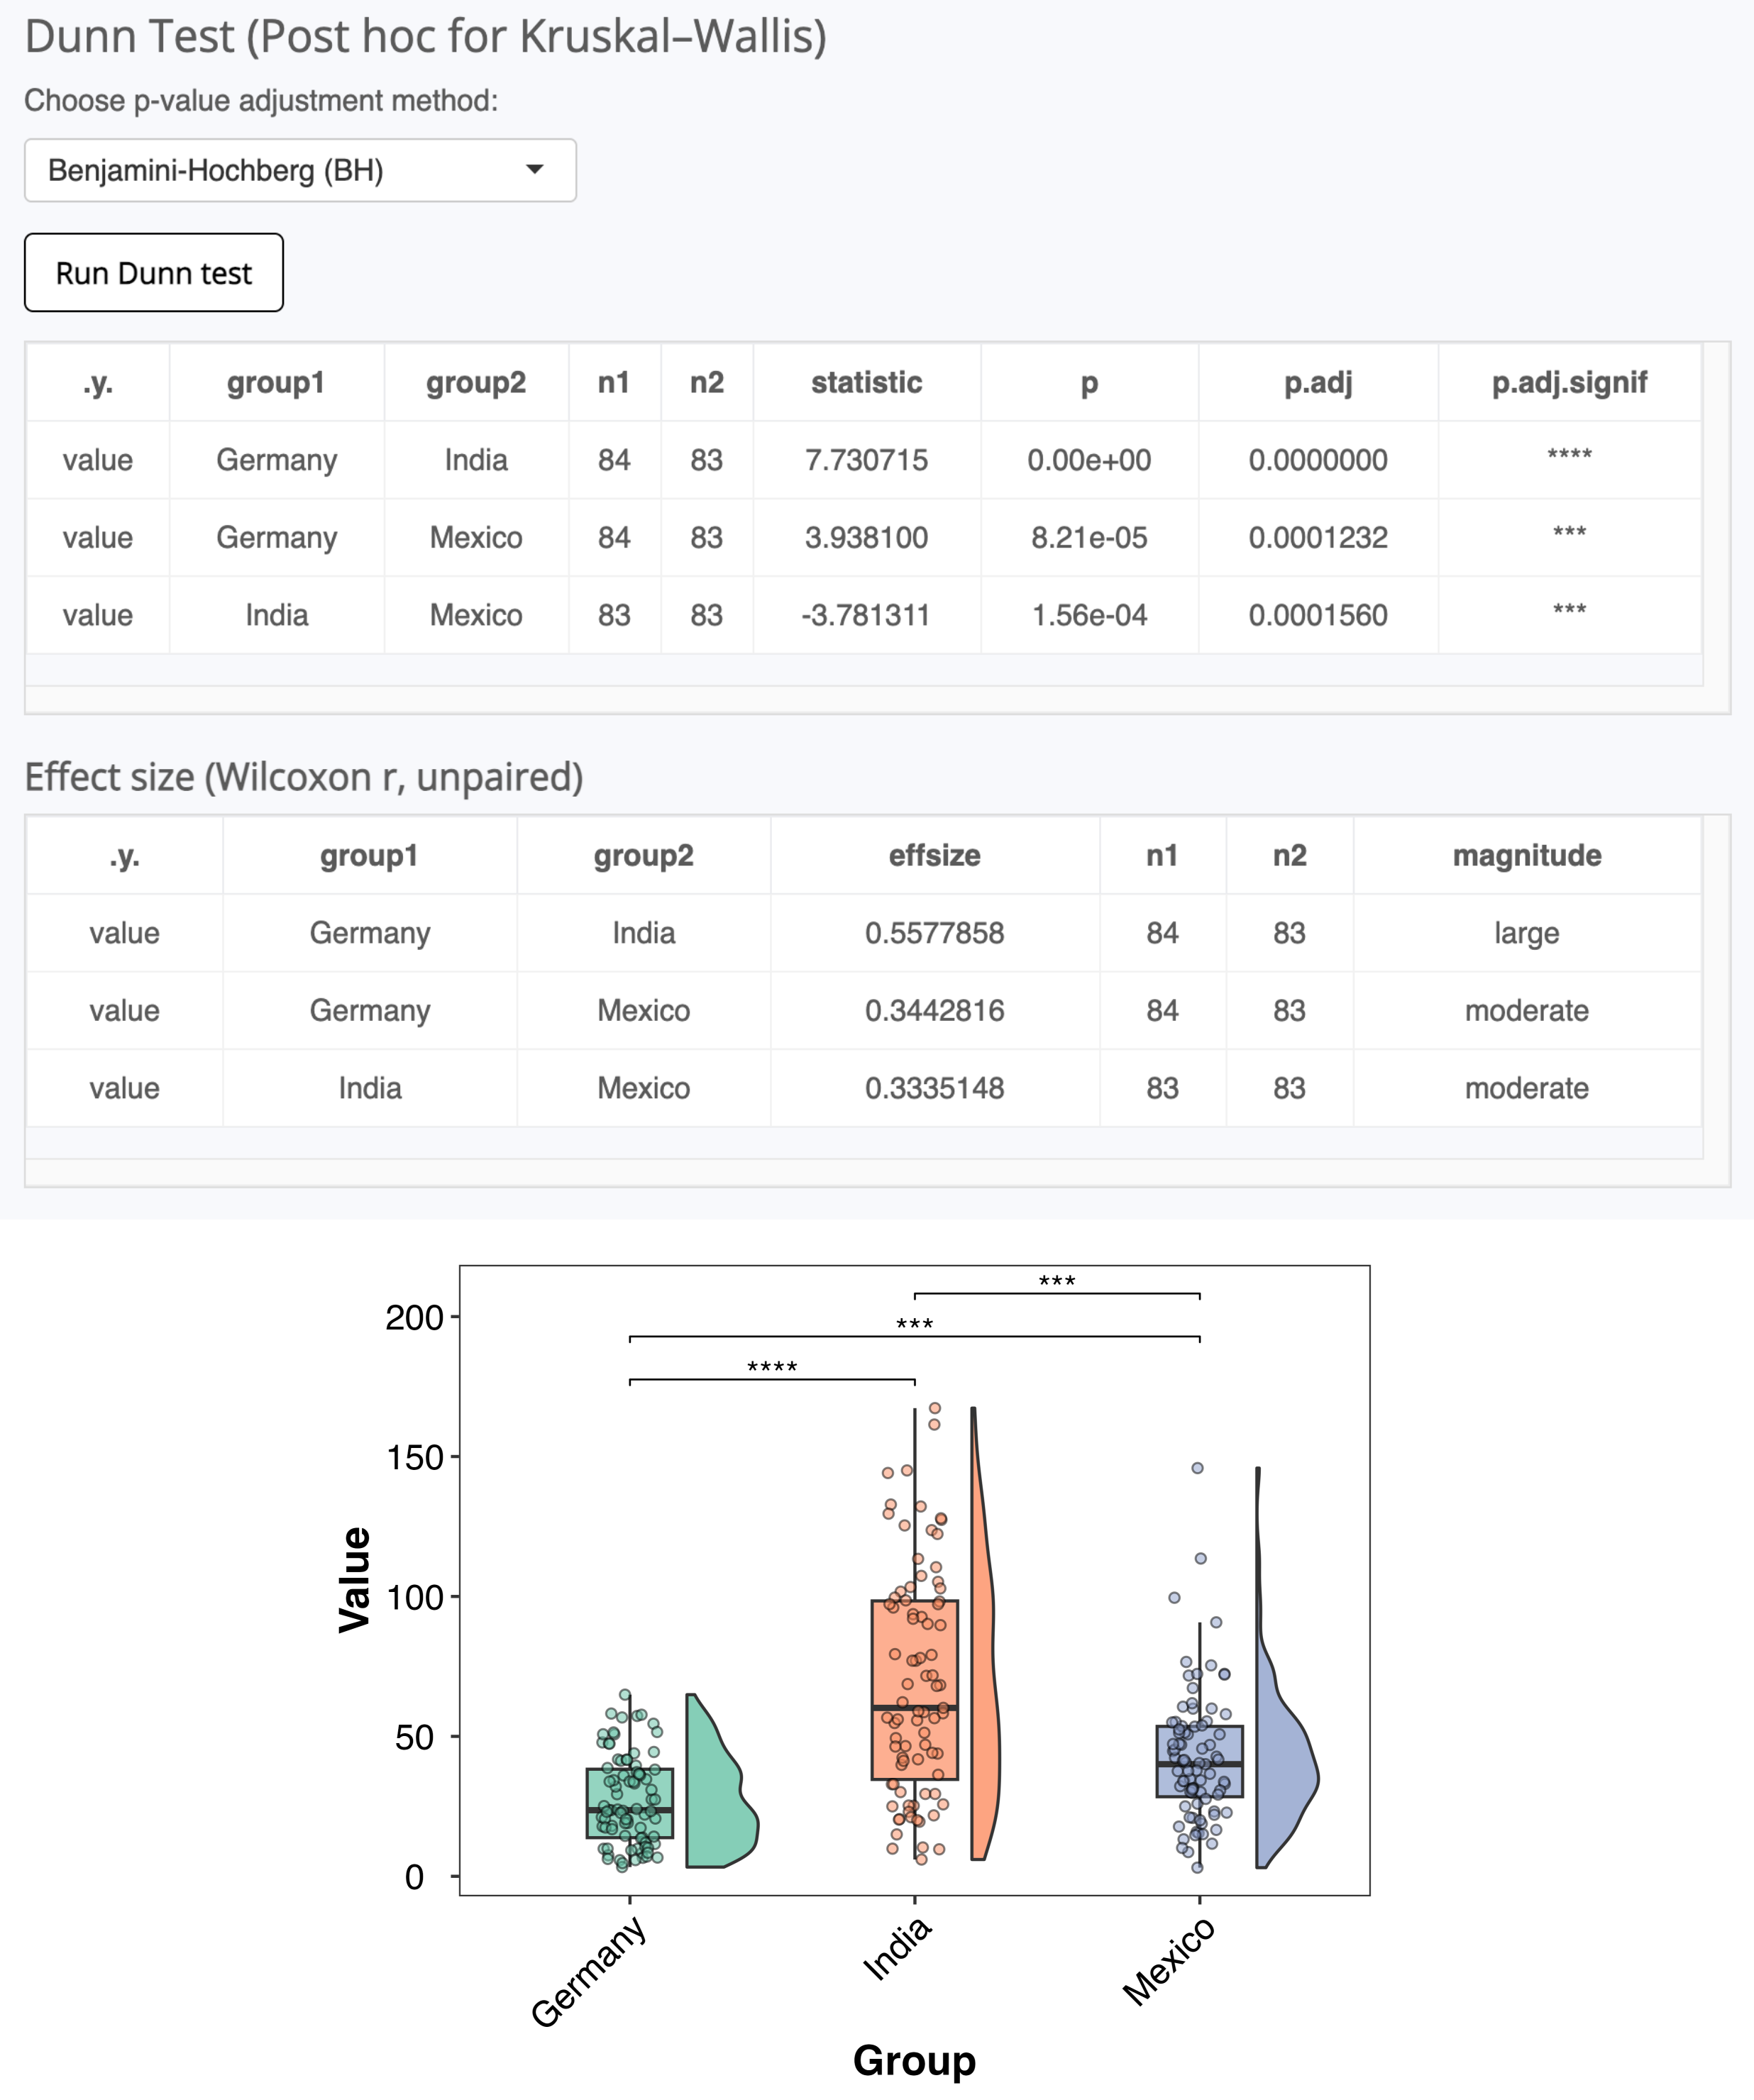 Dunn Test (Post hoc for Kruskal–Wallis)
Choose p-value adjustment method:
Benjamini-Hochberg (BH)
Run Dunn test
.y. group1 group2 n1 n2 statistic p p.adj p.adj.signif
value Germany India 84 83 7.730715 0.00e+00 0.0000000 ****
value Germany Mexico 84 83 3.938100 8.21e-05 0.0001232 ***
value India Mexico 83 83 -3.781311 1.56e-04 0.0001560 ***
Effect size (Wilcoxon r, unpaired)
.y. group1 group2 effsize n1 n2 magnitude
value Germany India 0.5577858 84 83 large
value Germany Mexico 0.3442816 84 83 moderate
value India Mexico 0.3335148 83 83 moderate
***
200
***
****
150
Value
100
50
0
Germany
India
Mexico
Group